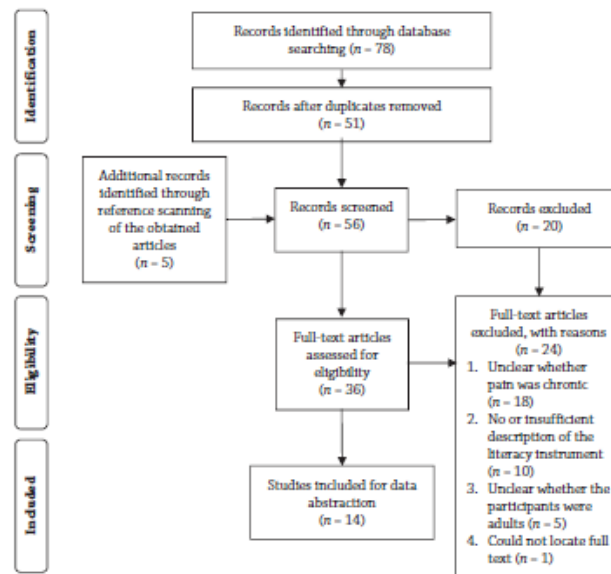 Identification
Records identified through database
searching (n – 78)
Records after duplicates removed
(n – 51)
Screening
Additional records
identified through
reference scanning
of the obtained
articles
(n – 5)
Records screened
(n – 56)
Records excluded
(n – 20)
Eligibility
Full-text articles
assessed for
eligibility
(n – 36)
Full-text articles
excluded, with reasons
(n – 24)
1. Unclear whether
pain was chronic
(n – 18)
2. No or insufficient
description of the
literacy instrument
(n – 10)
3. Unclear whether the
participants were
adults (n – 5)
4. Could not locate full
text (n – 1)
Included
Studies included for data
abstraction
(n – 14)